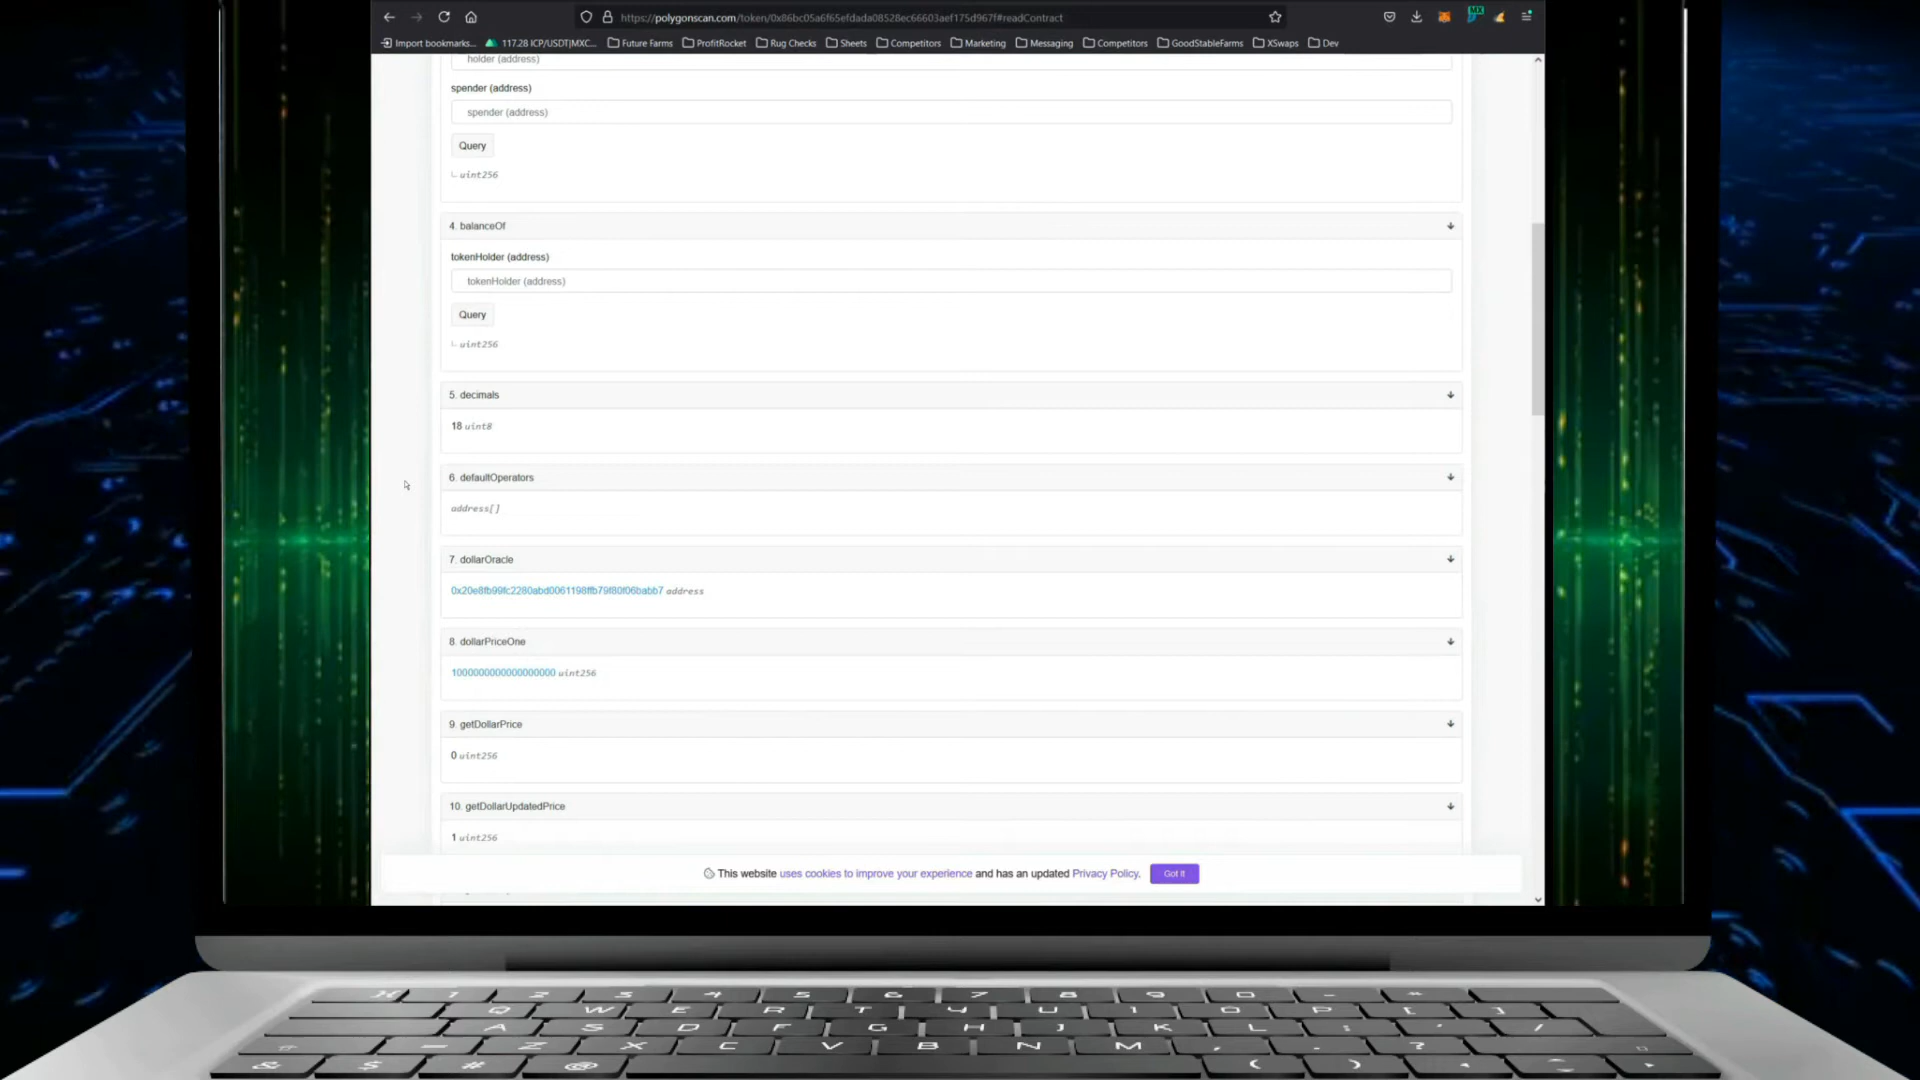 https://polygonscan.com/token/0x86bc05a6f65efdada08528ec66603aef175d967f#readContract
MX
Import bookmarks...
117.28 ICP/USDT|MXC...
Future Farms
ProfitRocket
Rug Checks
Sheets
Competitors
Marketing
Messaging
Competitors
GoodStableFarms
XSwaps
Dev
holder (address)
spender (address)
spender (address)
Query
uint256
4. balanceOf
tokenHolder (address)
tokenHolder (address)
Query
uint256
5. decimals
18 uint8
6. defaultOperators
address[]
7. dollarOracle
0x20e8fb99fc2280abd0061198ffb79f80f06babb7 address
8. dollarPriceOne
1000000000000000000 uint256
9. getDollarPrice
0 uint256
10. getDollarUpdatedPrice
1 uint256
This website uses cookies to improve your experience and has an updated Privacy Policy.
Got It